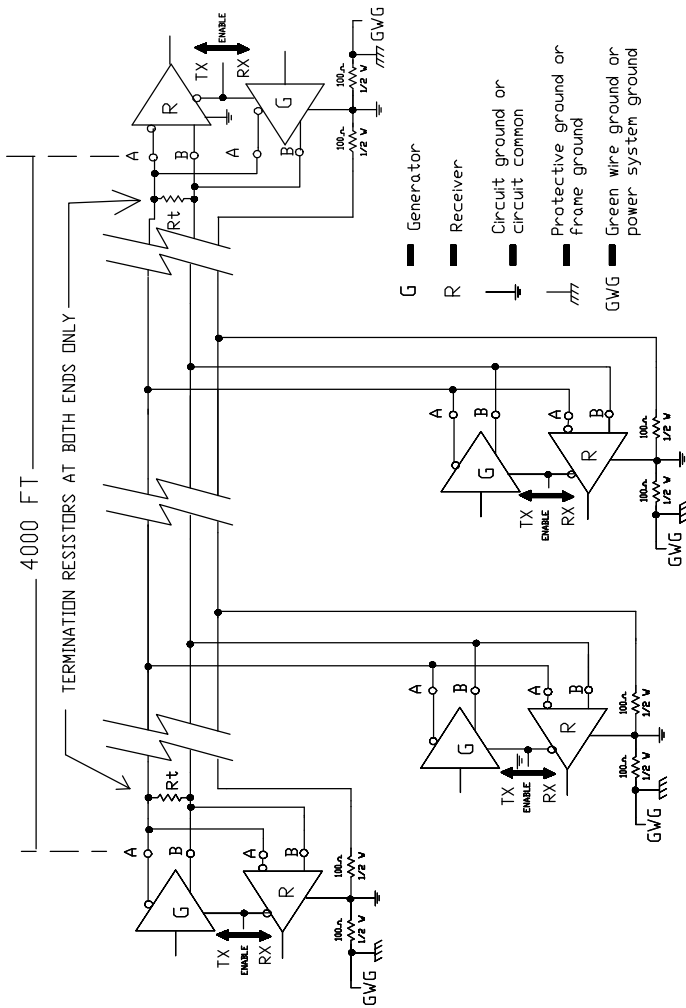 4000 FT
TERMINATION RESISTORS AT BOTH ENDS ONLY
A
B
Rt
G
A
B
R
TX
ENABLE
RX
100Ω
1/2 W
100Ω
1/2 W
GWG
A
B
Rt
R
TX
ENABLE
RX
A
B
G
100Ω
1/2 W
100Ω
1/2 W
GWG
A
B
G
TX
ENABLE
RX
A
B
R
100Ω
1/2 W
100Ω
1/2 W
GWG
A
B
G
TX
ENABLE
RX
A
B
R
100Ω
1/2 W
100Ω
1/2 W
GWG
G Generator
R Receiver
Circuit ground or
circuit common
Protective ground or
frame ground
GWG Green wire ground or
power system ground